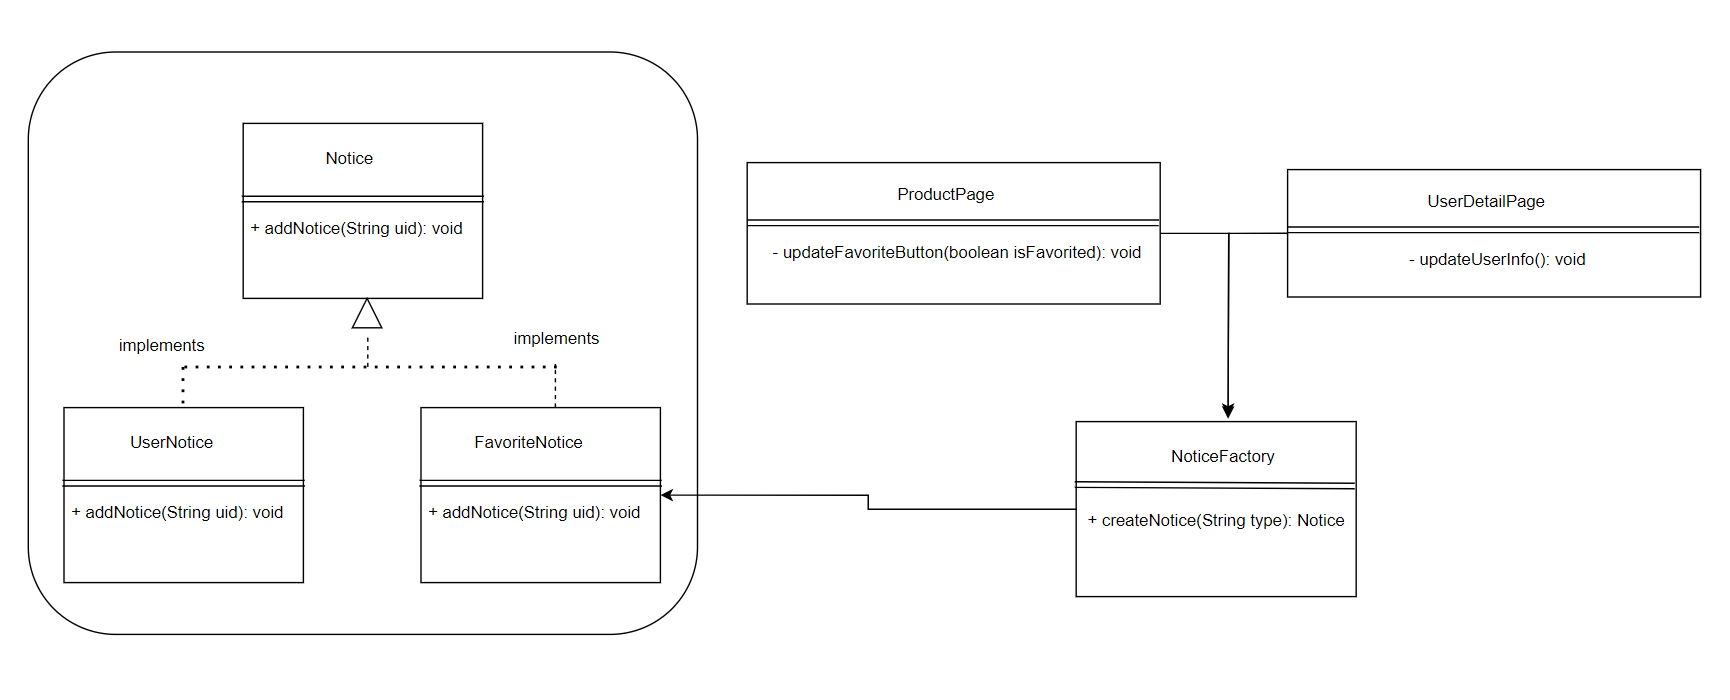 Notice
+ addNotice(String uid): void
implements
implements
UserNotice
+ addNotice(String uid): void
FavoriteNotice
+ addNotice(String uid): void
ProductPage
- updateFavoriteButton(boolean isFavorited): void
UserDetailPage
- updateUserInfo(): void
NoticeFactory
+ createNotice(String type): Notice